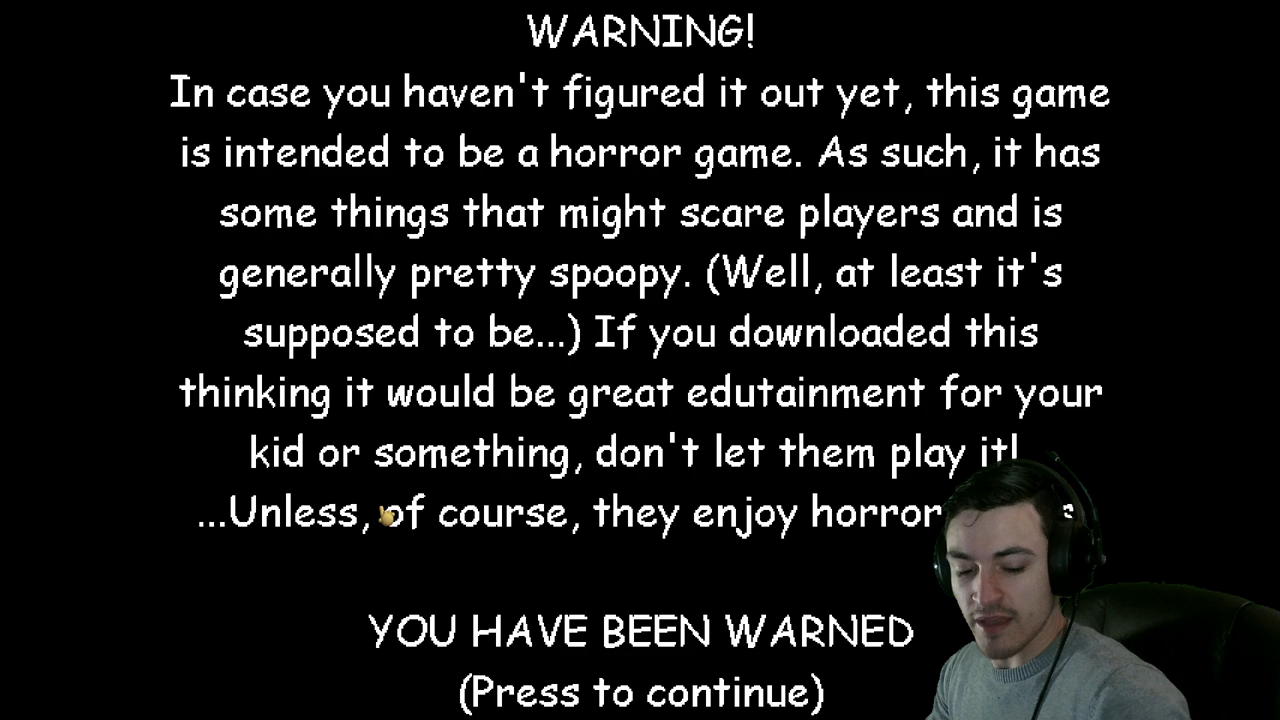 WARNING!
In case you haven't figured it out yet, this game
is intended to be a horror game. As such, it has
some things that might scare players and is
generally pretty spoopy. (Well, at least it's
supposed to be...) If you downloaded this
thinking it would be great edutainment for your
kid or something, don't let them play it!
...Unless, of course, they enjoy horror
YOU HAVE BEEN WARNED
(Press to continue)